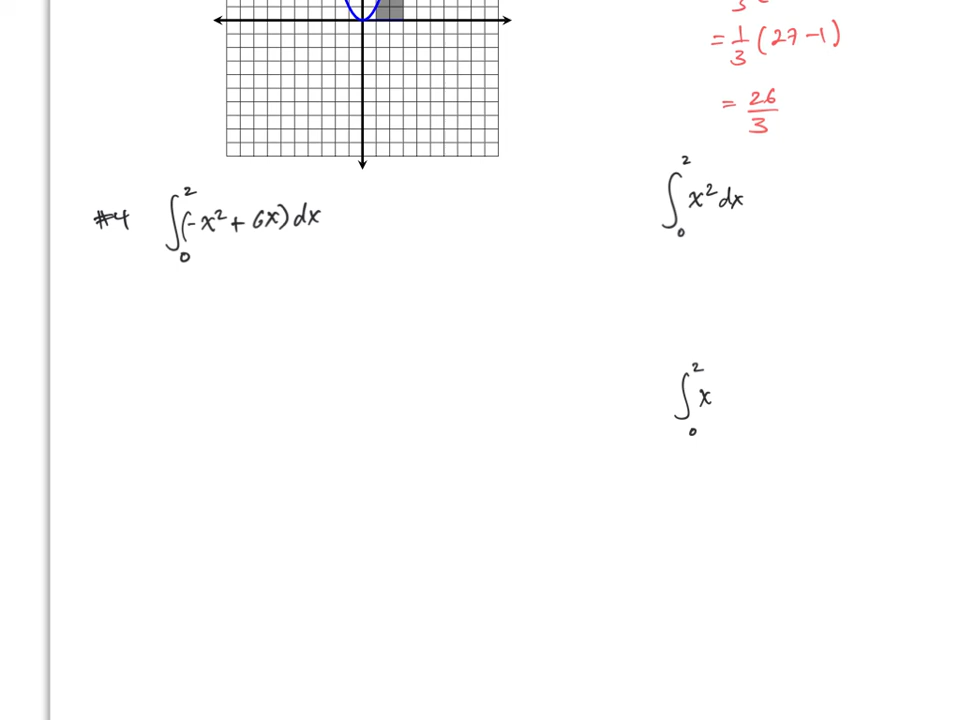 = 1/3 (27 - 1)
= 26/3
#4 ∫₀² (-x² + 6x) dx
∫₀² x² dx
∫₀² x